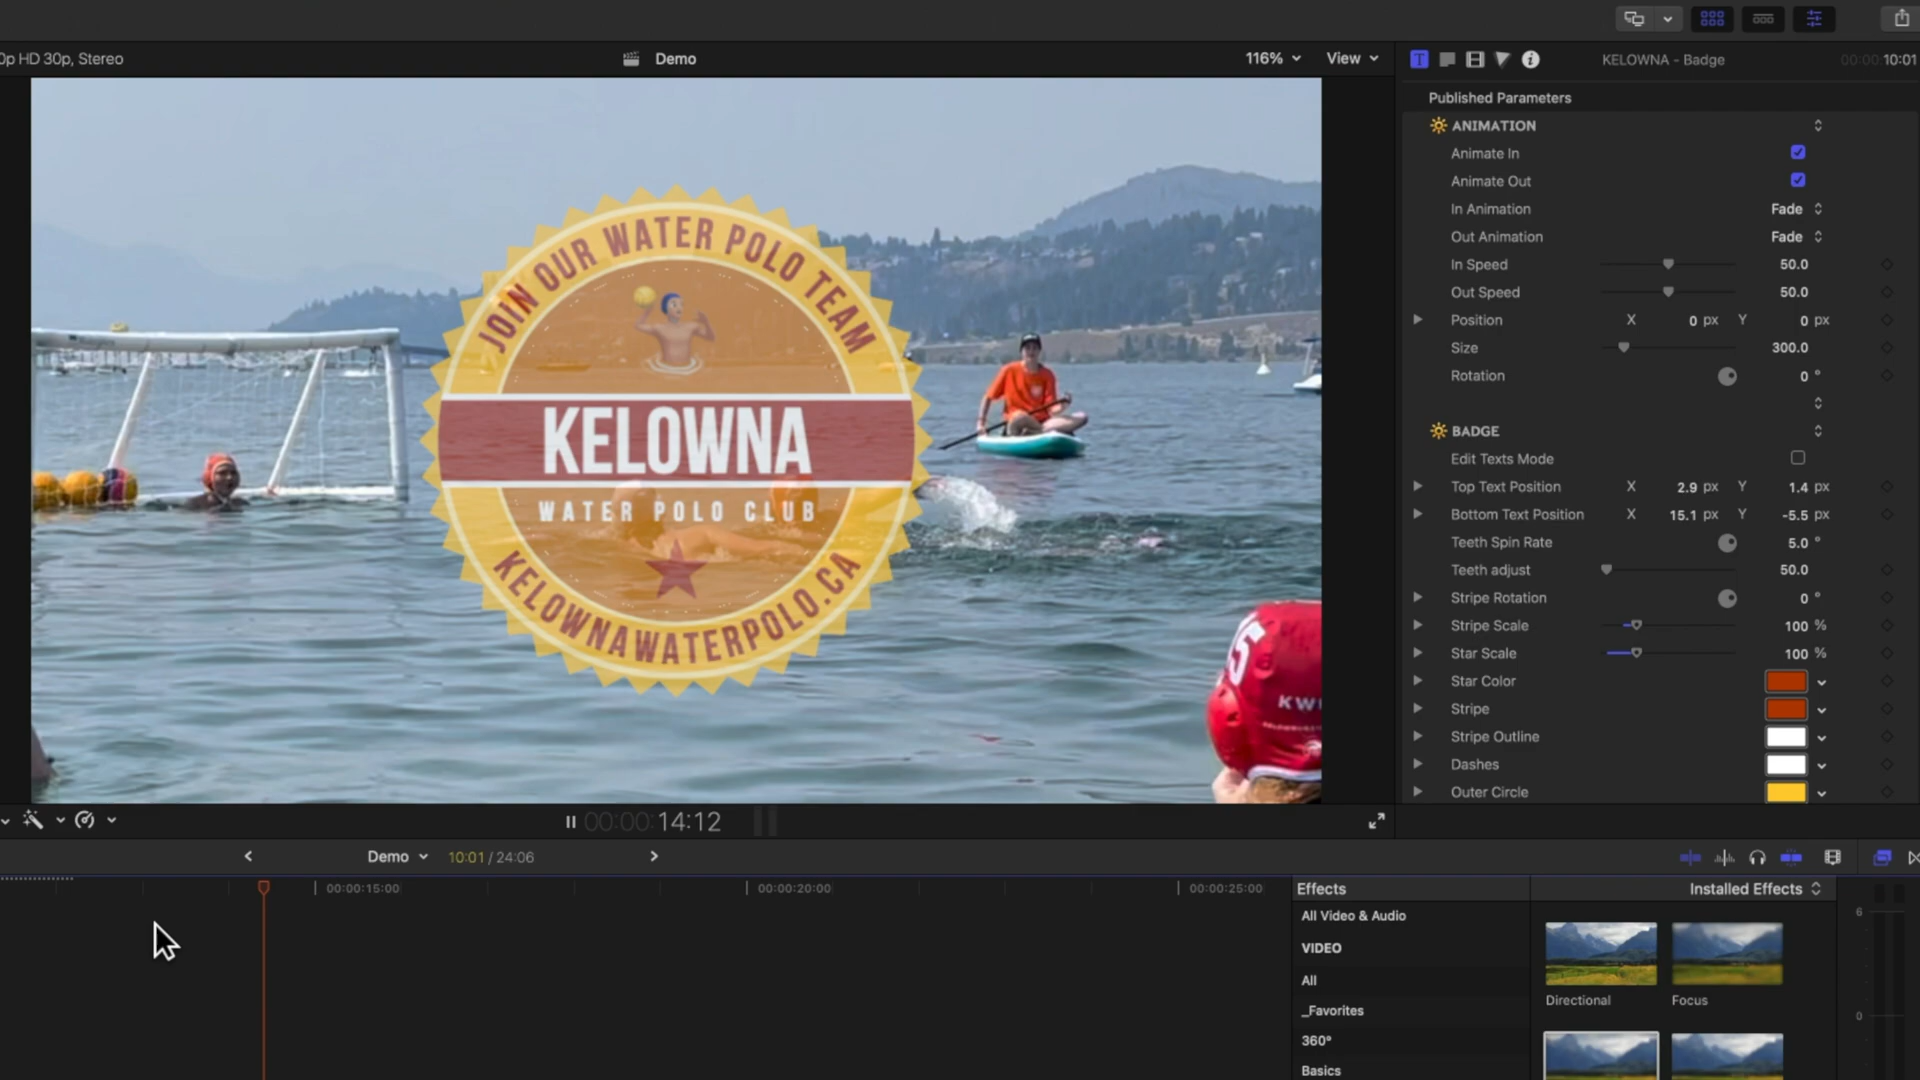 0p HD 30p, Stereo
Demo
116%
View
KELOWNA - Badge
00:00:10:01
Published Parameters
ANIMATION
Animate In
Animate Out
In Animation Fade
Out Animation Fade
In Speed 50.0
Out Speed 50.0
Position X 0 px Y 0 px
Size 300.0
Rotation 0 °
BADGE
Edit Texts Mode
Top Text Position X 2.9 px Y 1.4 px
Bottom Text Position X 15.1 px Y -5.5 px
Teeth Spin Rate 5.0 °
Teeth adjust 50.0
Stripe Rotation 0 °
Stripe Scale 100 %
Star Scale 100 %
Star Color
Stripe
Stripe Outline
Dashes
Outer Circle
JOIN OUR WATER POLO TEAM
KELOWNA
WATER POLO CLUB
KELOWNAWATERPOLO.CA
15
KW
00:00:14:12
Demo
10:01 / 24:06
00:00:15:00
00:00:20:00
00:00:25:00
Effects
Installed Effects
All Video & Audio
VIDEO
All
_Favorites
360°
Basics
Directional
Focus
6
0